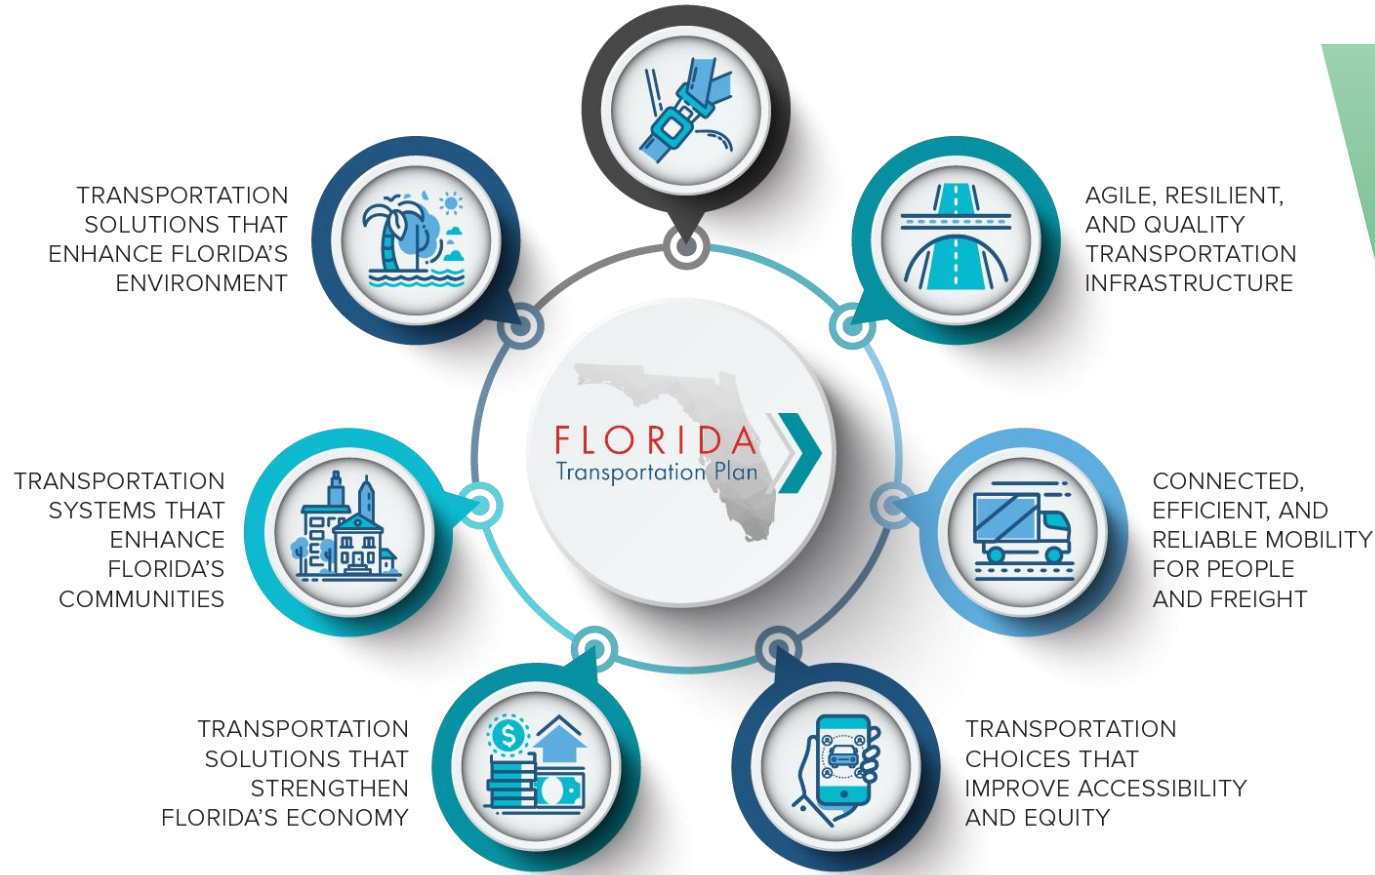 TRANSPORTATION
SOLUTIONS THAT
ENHANCE FLORIDA'S
ENVIRONMENT
AGILE, RESILIENT,
AND QUALITY
TRANSPORTATION
INFRASTRUCTURE
FLORIDA
Transportation Plan
TRANSPORTATION
SYSTEMS THAT
ENHANCE
FLORIDA'S
COMMUNITIES
CONNECTED,
EFFICIENT, AND
RELIABLE MOBILITY
FOR PEOPLE
AND FREIGHT
$
TRANSPORTATION
SOLUTIONS THAT
STRENGTHEN
FLORIDA'S ECONOMY
TRANSPORTATION
CHOICES THAT
IMPROVE ACCESSIBILITY
AND EQUITY